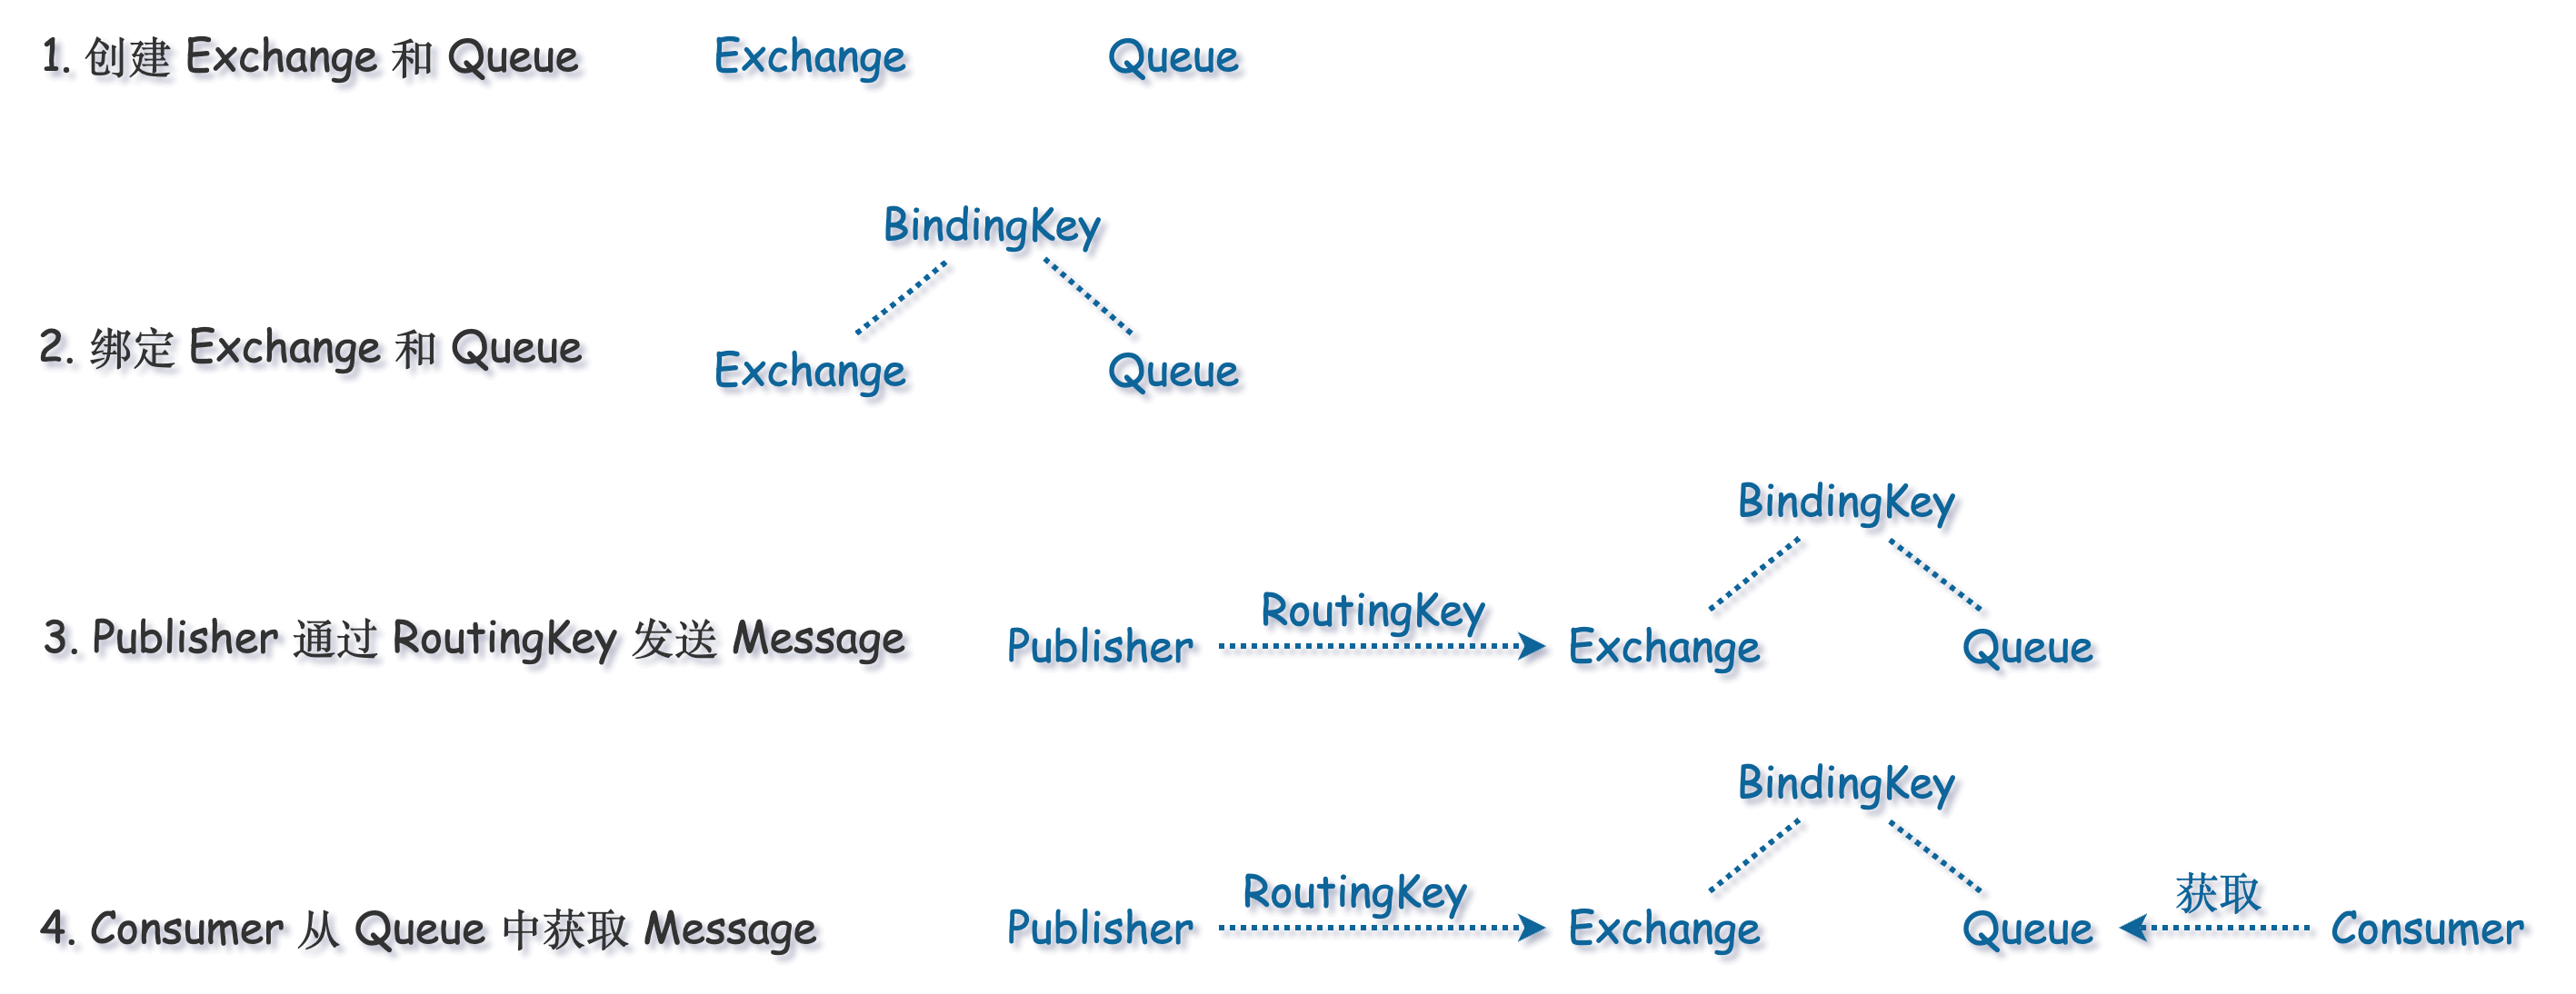 1. 创建 Exchange 和 Queue
Exchange
Queue
BindingKey
2. 绑定 Exchange 和 Queue
Exchange
Queue
BindingKey
3. Publisher 通过 RoutingKey 发送 Message
Publisher
RoutingKey
Exchange
Queue
BindingKey
4. Consumer 从 Queue 中获取 Message
Publisher
RoutingKey
Exchange
Queue
获取
Consumer